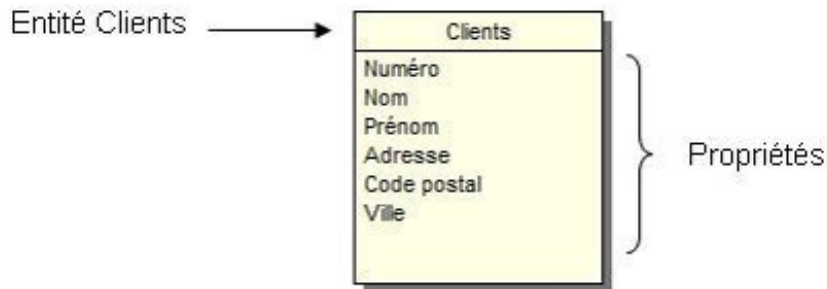 Entité Clients
Clients
Numéro
Nom
Prénom
Adresse
Code postal
Ville
Propriétés